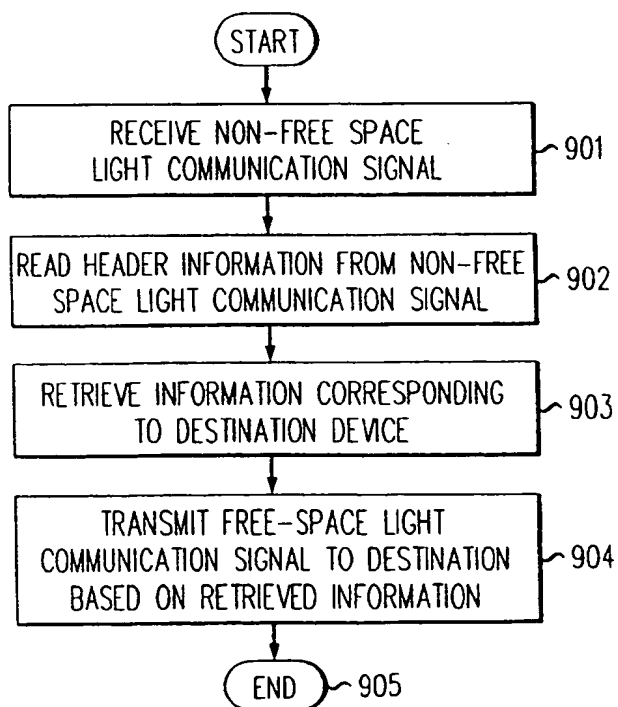 START
RECEIVE NON-FREE SPACE
LIGHT COMMUNICATION SIGNAL
901
READ HEADER INFORMATION FROM NON-FREE
SPACE LIGHT COMMUNICATION SIGNAL
902
RETRIEVE INFORMATION CORRESPONDING
TO DESTINATION DEVICE
903
TRANSMIT FREE-SPACE LIGHT
COMMUNICATION SIGNAL TO DESTINATION
BASED ON RETRIEVED INFORMATION
904
END
905